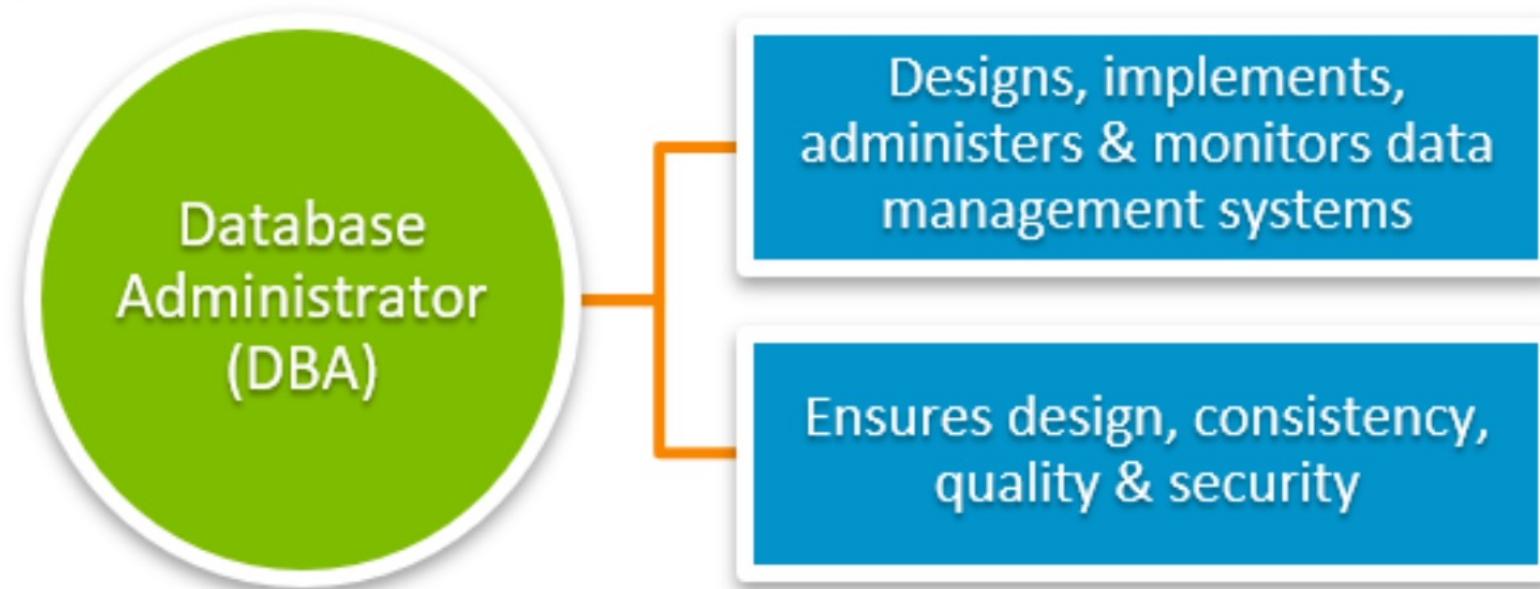 Database
Administrator
(DBA)
Designs, implements,
administers & monitors data
management systems
Ensures design, consistency,
quality & security